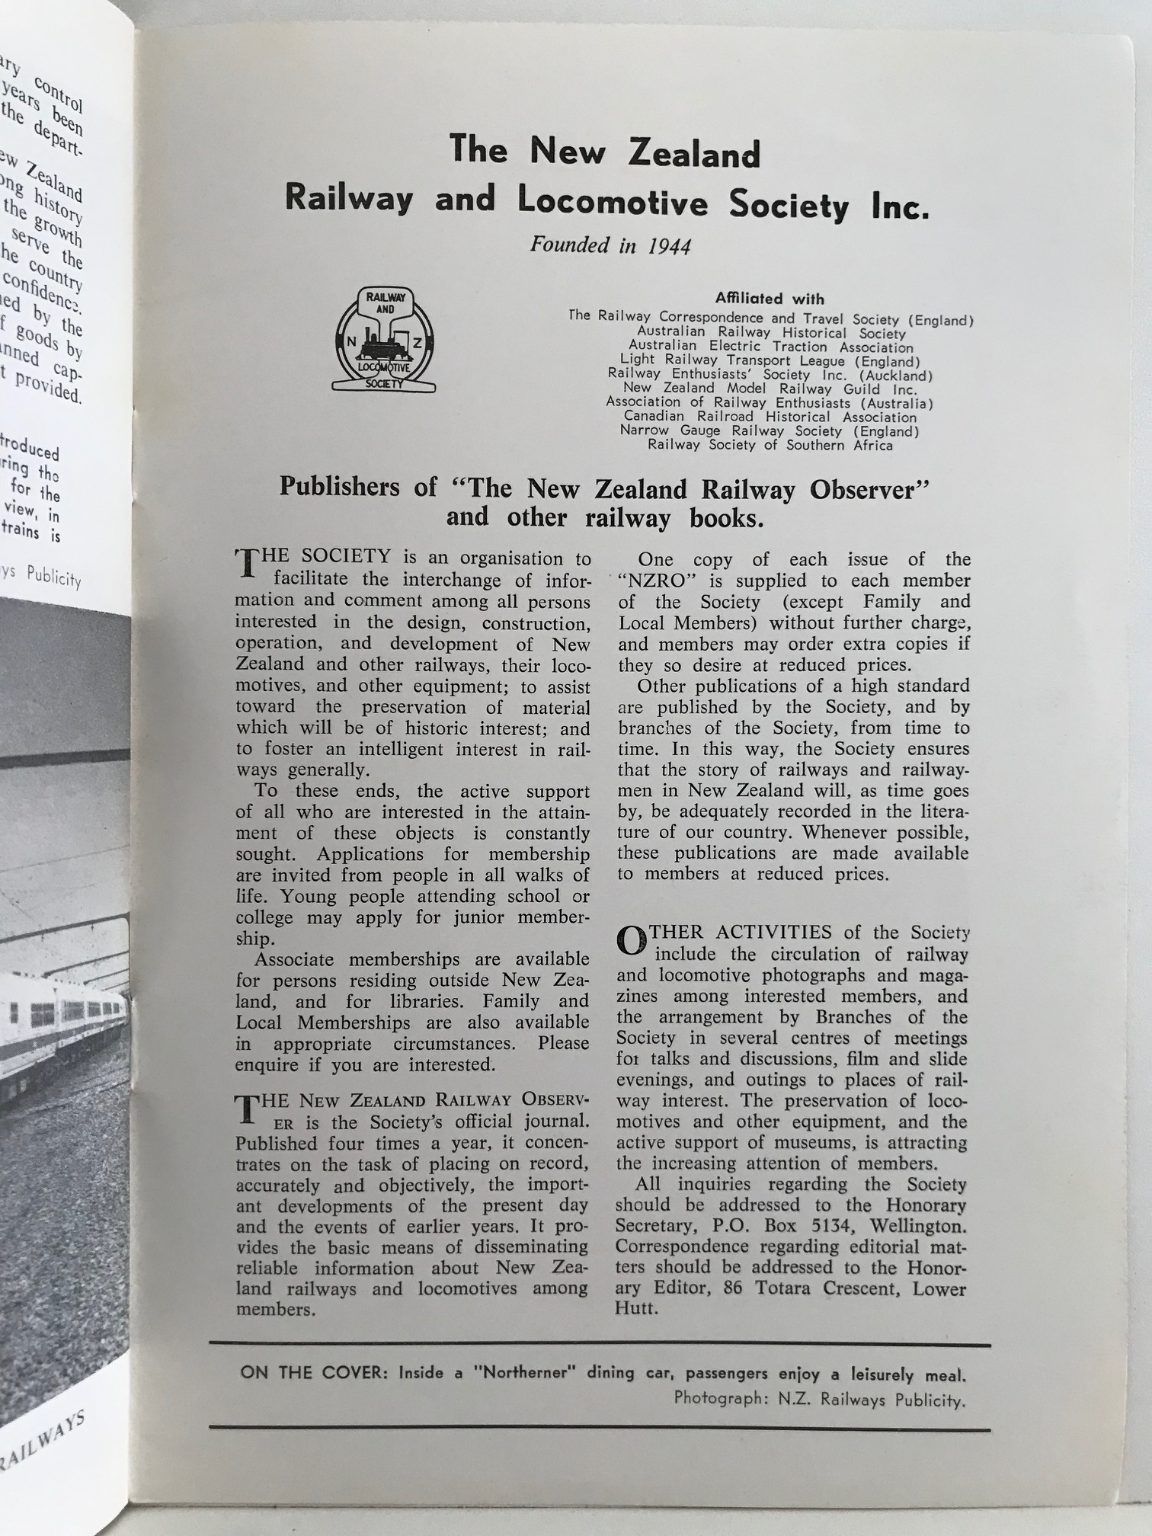 ary control
years been
the depart-
ew Zealand
ong history
the growth
serve the
he country
confidence.
ned by the
f goods by
nned cap-
t provided.
troduced
ring the
for the
view, in
trains is
ys Publicity
RAILWAYS
The New Zealand
Railway and Locomotive Society Inc.
Founded in 1944
RAILWAY
AND
N Z
LOCOMOTIVE
SOCIETY
Affiliated with
The Railway Correspondence and Travel Society (England)
Australian Railway Historical Society
Australian Electric Traction Association
Light Railway Transport League (England)
Railway Enthusiasts' Society Inc. (Auckland)
New Zealand Model Railway Guild Inc.
Association of Railway Enthusiasts (Australia)
Canadian Railroad Historical Association
Narrow Gauge Railway Society (England)
Railway Society of Southern Africa
Publishers of “The New Zealand Railway Observer”
and other railway books.
THE SOCIETY is an organisation to
facilitate the interchange of infor-
mation and comment among all persons
interested in the design, construction,
operation, and development of New
Zealand and other railways, their loco-
motives, and other equipment; to assist
toward the preservation of material
which will be of historic interest; and
to foster an intelligent interest in rail-
ways generally.
To these ends, the active support
of all who are interested in the attain-
ment of these objects is constantly
sought. Applications for membership
are invited from people in all walks of
life. Young people attending school or
college may apply for junior member-
ship.
Associate memberships are available
for persons residing outside New Zea-
land, and for libraries. Family and
Local Memberships are also available
in appropriate circumstances. Please
enquire if you are interested.
THE NEW ZEALAND RAILWAY OBSERV-
ER is the Society's official journal.
Published four times a year, it concen-
trates on the task of placing on record,
accurately and objectively, the import-
ant developments of the present day
and the events of earlier years. It pro-
vides the basic means of disseminating
reliable information about New Zea-
land railways and locomotives among
members.
One copy of each issue of the
“NZRO” is supplied to each member
of the Society (except Family and
Local Members) without further charge,
and members may order extra copies if
they so desire at reduced prices.
Other publications of a high standard
are published by the Society, and by
branches of the Society, from time to
time. In this way, the Society ensures
that the story of railways and railway-
men in New Zealand will, as time goes
by, be adequately recorded in the litera-
ture of our country. Whenever possible,
these publications are made available
to members at reduced prices.
OTHER ACTIVITIES of the Society
include the circulation of railway
and locomotive photographs and maga-
zines among interested members, and
the arrangement by Branches of the
Society in several centres of meetings
for talks and discussions, film and slide
evenings, and outings to places of rail-
way interest. The preservation of loco-
motives and other equipment, and the
active support of museums, is attracting
the increasing attention of members.
All inquiries regarding the Society
should be addressed to the Honorary
Secretary, P.O. Box 5134, Wellington.
Correspondence regarding editorial mat-
ters should be addressed to the Honor-
ary Editor, 86 Totara Crescent, Lower
Hutt.
ON THE COVER: Inside a "Northerner" dining car, passengers enjoy a leisurely meal.
Photograph: N.Z. Railways Publicity.